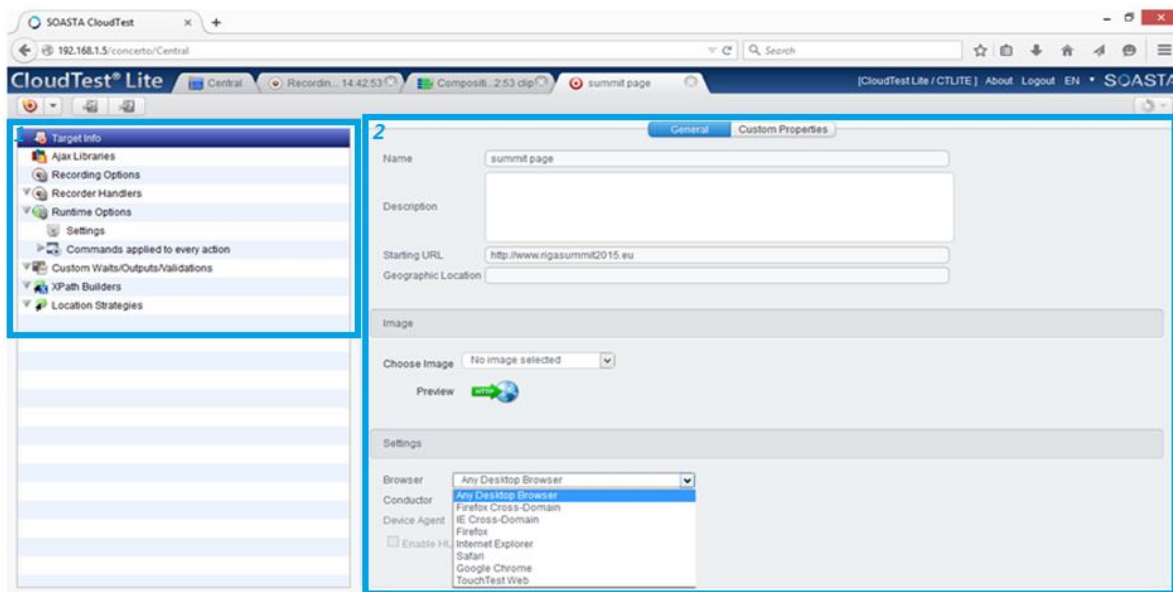 SOASTA CloudTest × +
192.168.1.5/concerto/Central Search
CloudTest® Lite Central Recordin... 14:42:53 Compositi...2:53 clip summit page [CloudTest Lite / CTLITE ] About Logout EN SOASTA
1
Target Info
Ajax Libraries
Recording Options
Recorder Handlers
Runtime Options
Settings
Commands applied to every action
Custom Waits/Outputs/Validations
XPath Builders
Location Strategies
2
General Custom Properties
Name summit page
Description
Starting URL http://www.rigasummit2015.eu
Geographic Location
Image
Choose Image No image selected
Preview HTTP
Settings
Browser Any Desktop Browser
Conductor Any Desktop Browser
Firefox Cross-Domain
Device Agent IE Cross-Domain
Firefox
Enable Internet Explorer
Safari
Google Chrome
TouchTest Web